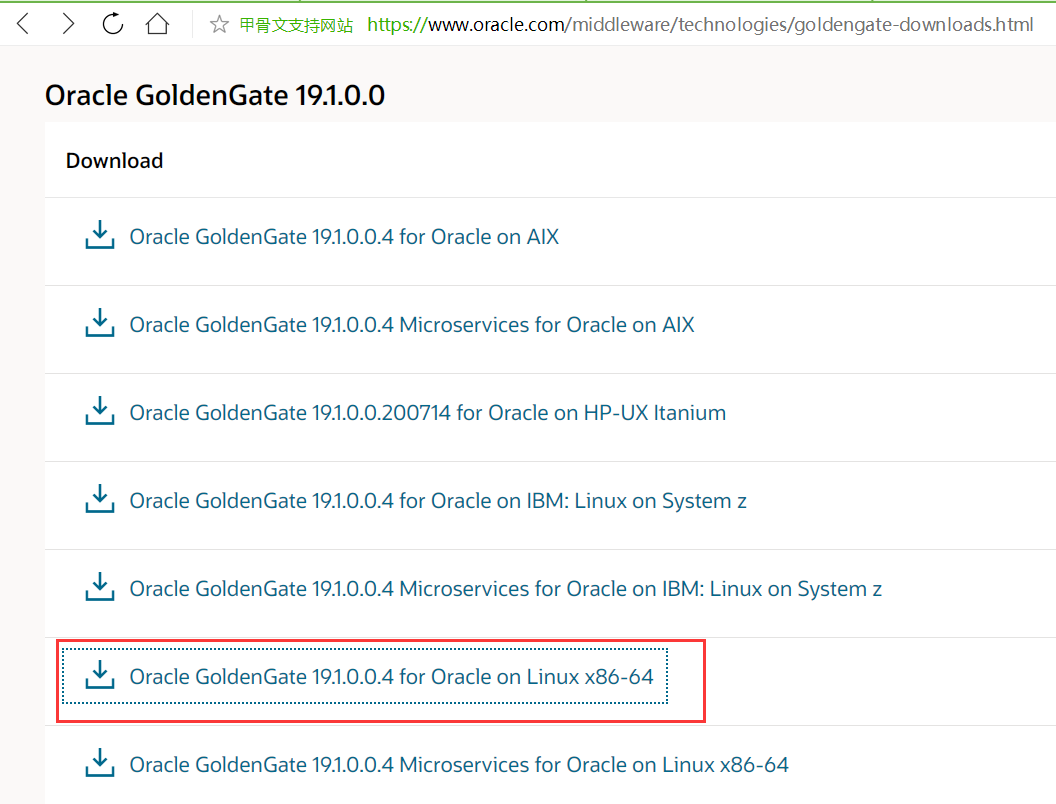 甲骨文支持网站 https://www.oracle.com/middleware/technologies/goldengate-downloads.html
Oracle GoldenGate 19.1.0.0
Download
Oracle GoldenGate 19.1.0.0.4 for Oracle on AIX
Oracle GoldenGate 19.1.0.0.4 Microservices for Oracle on AIX
Oracle GoldenGate 19.1.0.0.200714 for Oracle on HP-UX Itanium
Oracle GoldenGate 19.1.0.0.4 for Oracle on IBM: Linux on System z
Oracle GoldenGate 19.1.0.0.4 Microservices for Oracle on IBM: Linux on System z
Oracle GoldenGate 19.1.0.0.4 for Oracle on Linux x86-64
Oracle GoldenGate 19.1.0.0.4 Microservices for Oracle on Linux x86-64